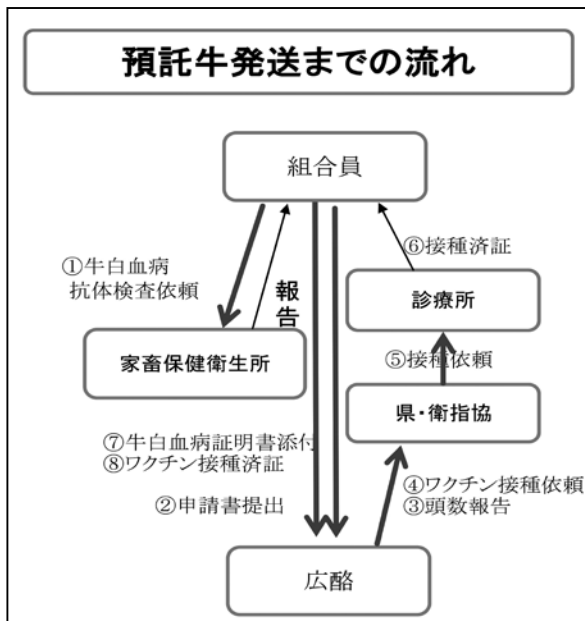 預託牛発送までの流れ
組合員
①牛白血病
抗体検査依頼
報告
⑥接種済証
家畜保健衛生所
診療所
⑤接種依頼
県・衛指協
⑦牛白血病証明書添付
⑧ワクチン接種済証
②申請書提出
④ワクチン接種依頼
③頭数報告
広酪